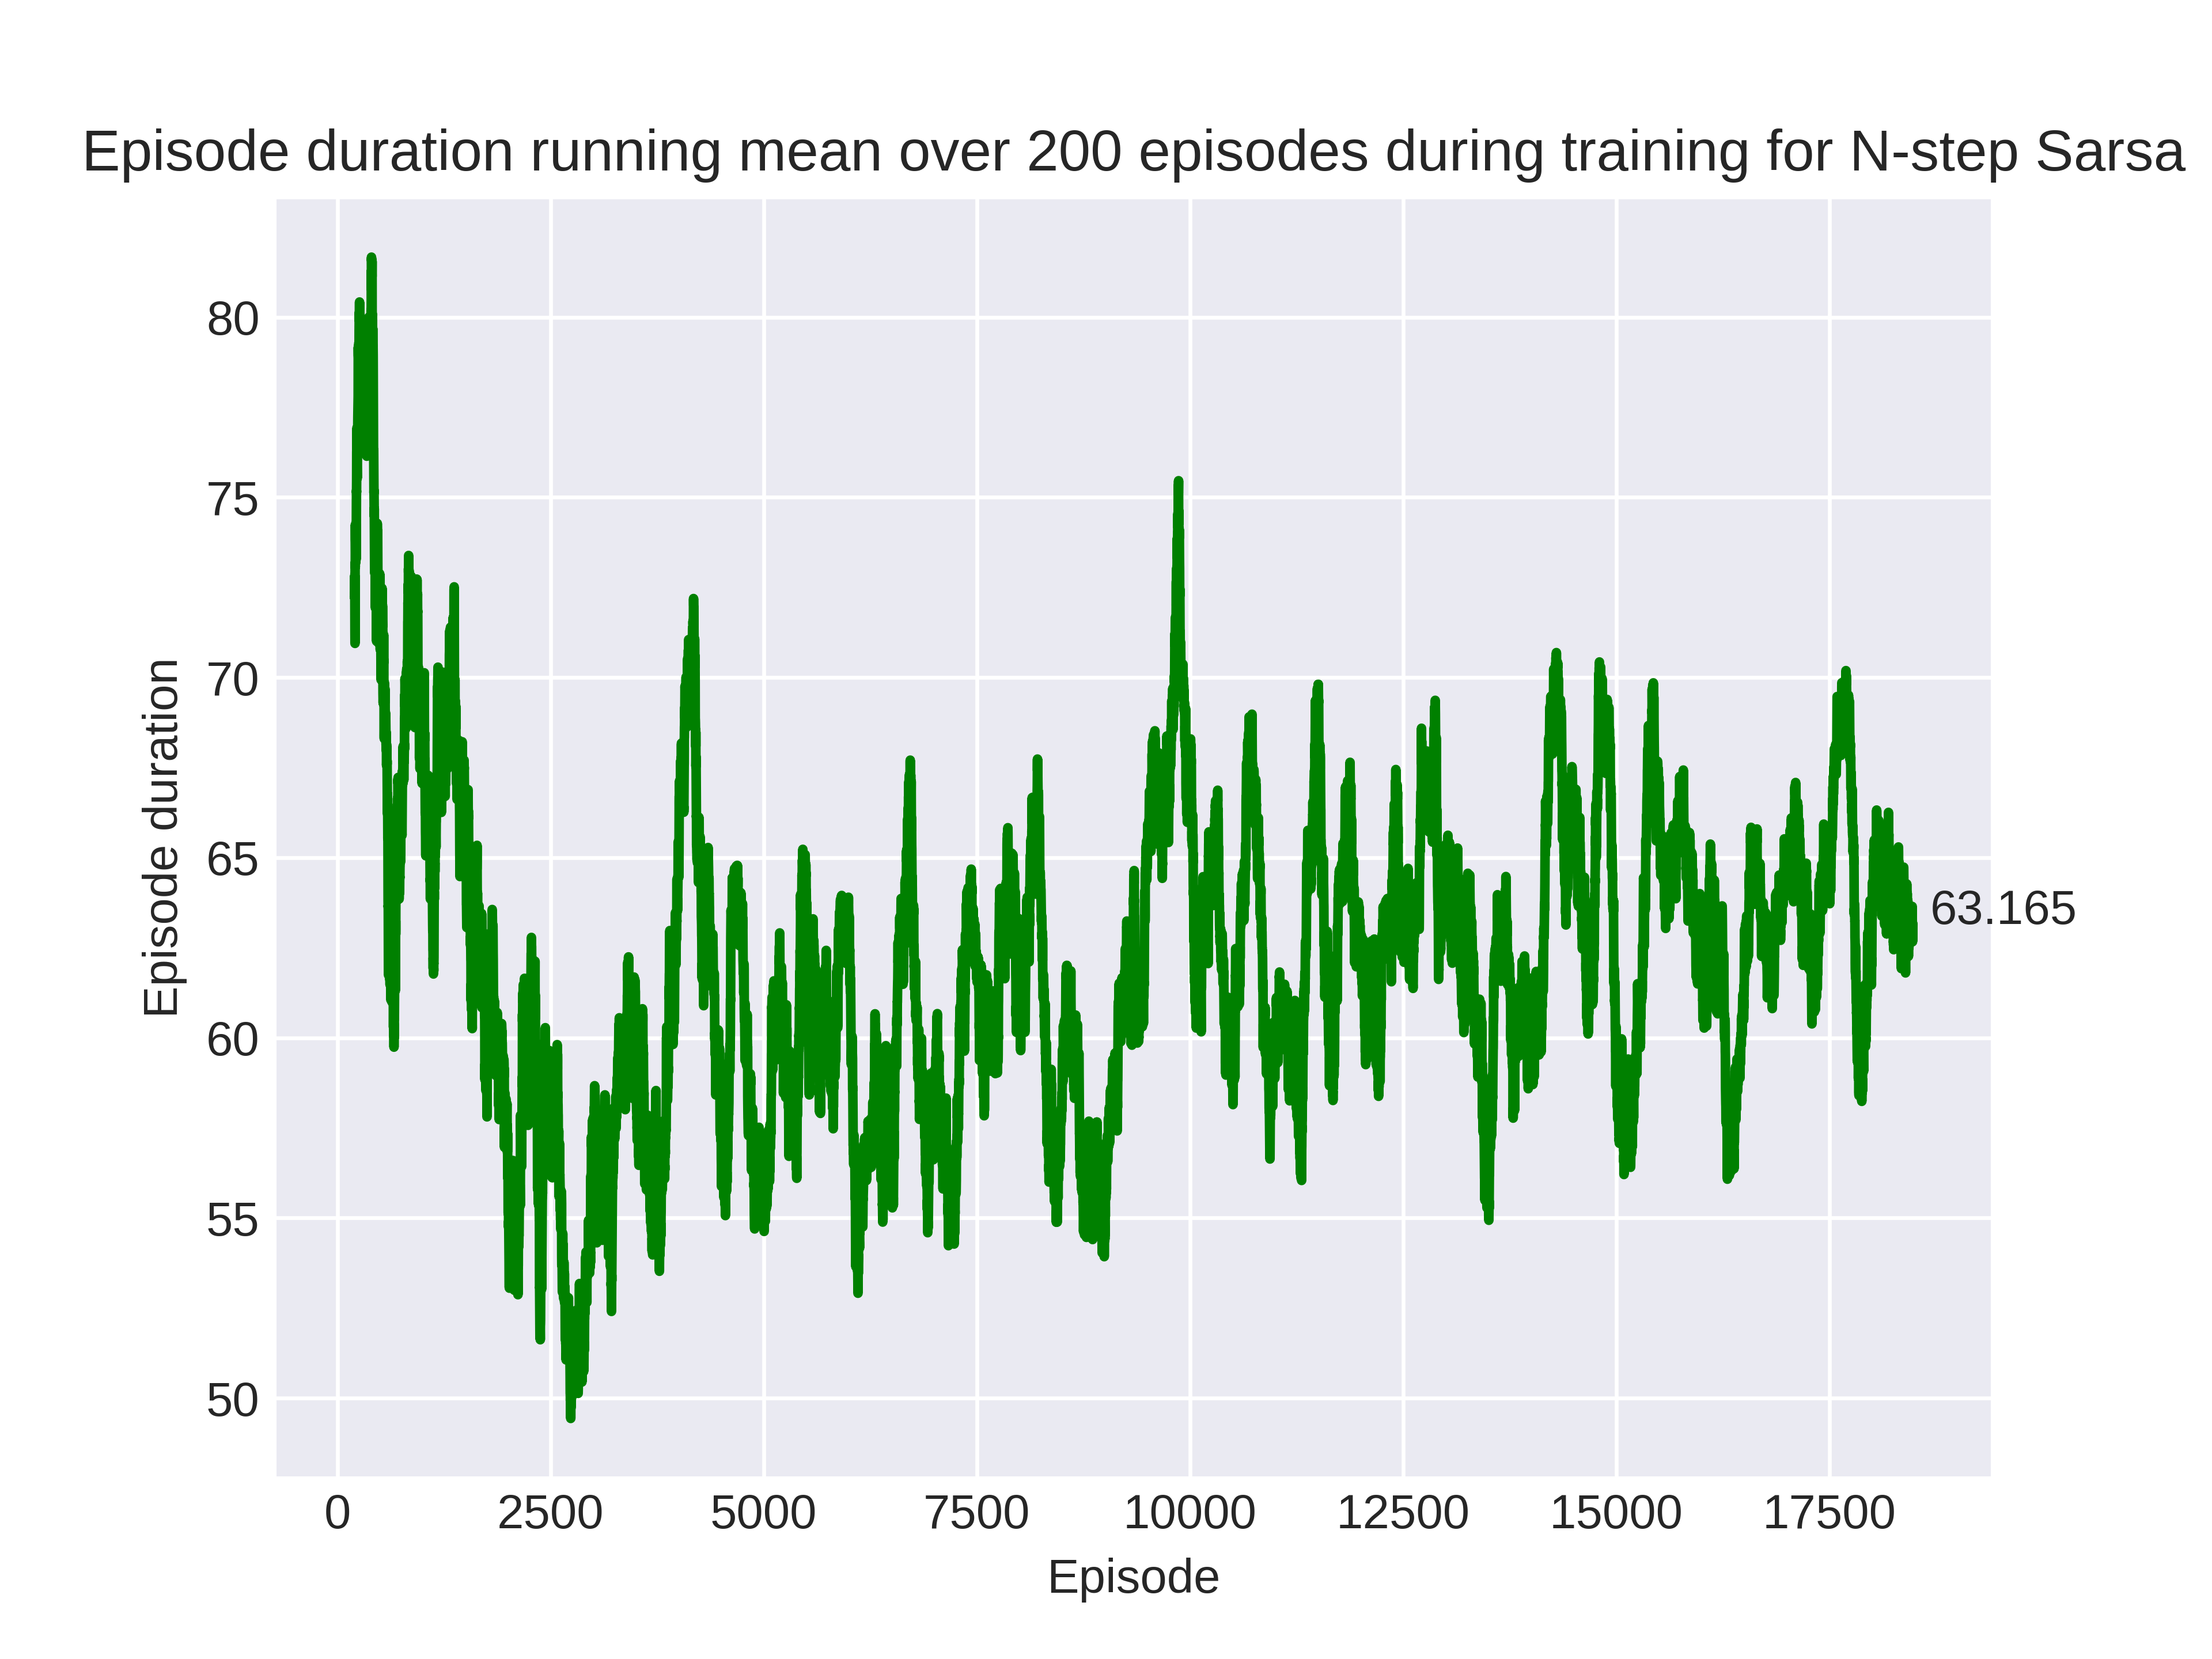 Episode duration running mean over 200 episodes during training for N-step Sarsa
80
75
70
65
60
55
50
Episode duration
63.165
0 2500 5000 7500 10000 12500 15000 17500
Episode